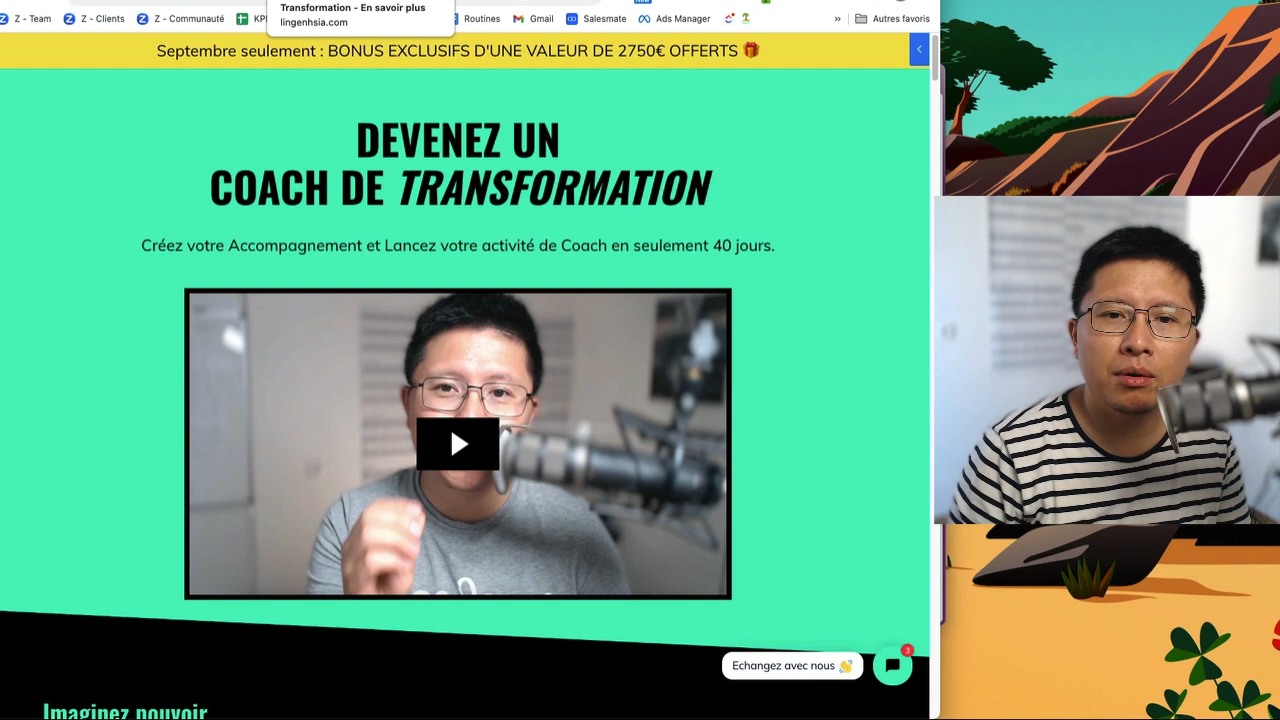 Transformation - En savoir plus
lingenhsia.com
Z - Team
Z - Clients
Z - Communauté
KPI
Routines
Gmail
Salesmate
Ads Manager
»
Autres favoris
Septembre seulement : BONUS EXCLUSIFS D'UNE VALEUR DE 2750€ OFFERTS 🎁
DEVENEZ UN
COACH DE TRANSFORMATION
Créez votre Accompagnement et Lancez votre activité de Coach en seulement 40 jours.
Echangez avec nous 👋
3
Imaginez pouvoir